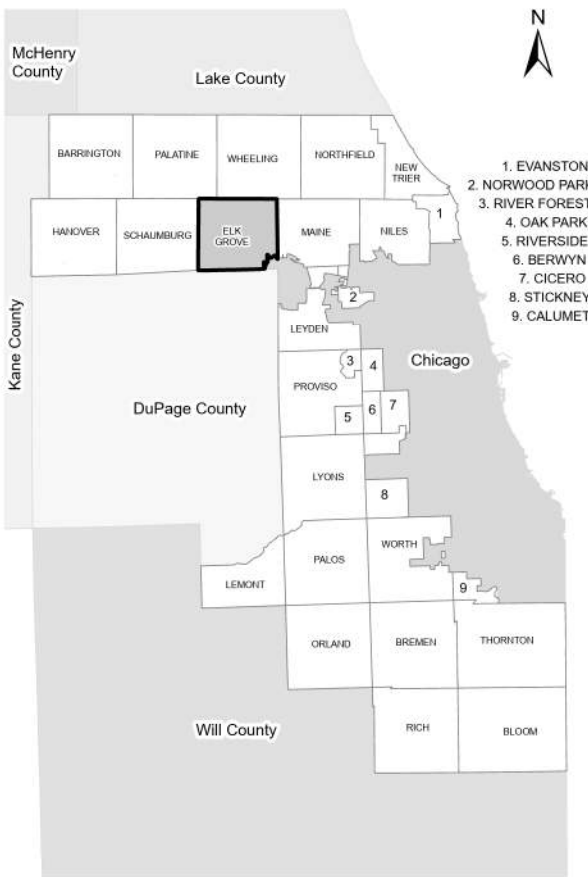 N
McHenry
County
Lake County
BARRINGTON
PALATINE
WHEELING
NORTHFIELD
NEW
TRIER
1. EVANSTON
2. NORWOOD PARK
3. RIVER FOREST
4. OAK PARK
5. RIVERSIDE
6. BERWYN
7. CICERO
8. STICKNEY
9. CALUMET
HANOVER
SCHAUMBURG
ELK
GROVE
MAINE
NILES
1
2
Kane County
LEYDEN
Chicago
3
4
PROVISO
DuPage County
5
6
7
LYONS
8
WORTH
PALOS
LEMONT
9
ORLAND
BREMEN
THORNTON
Will County
RICH
BLOOM